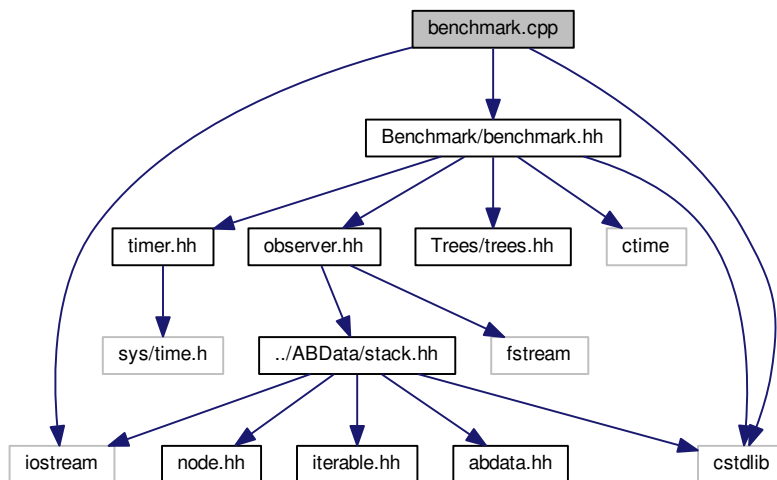 benchmark.cpp
Benchmark/benchmark.hh
timer.hh
observer.hh
Trees/trees.hh
ctime
sys/time.h
../ABData/stack.hh
fstream
iostream
node.hh
iterable.hh
abdata.hh
cstdlib